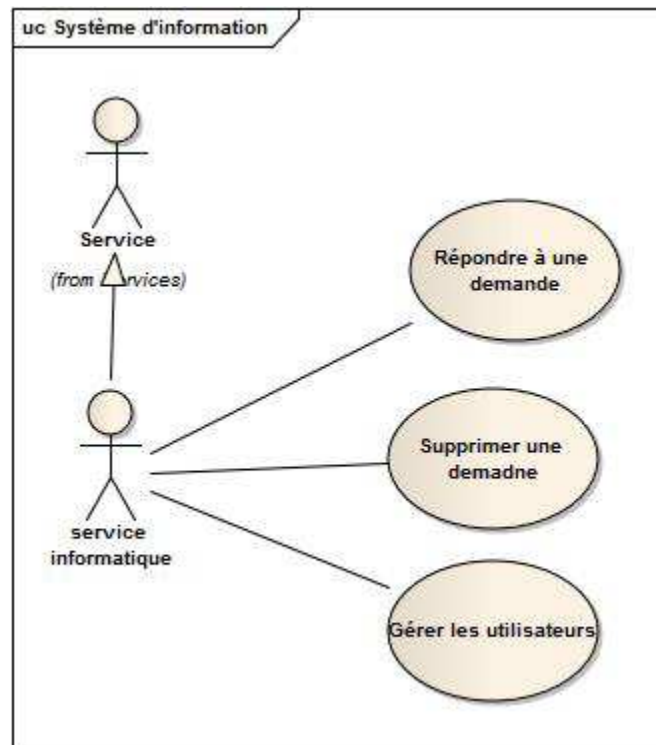 uc Système d'information
Service
(from rvices)
Répondre à une
demande
Supprimer une
demadne
service
informatique
Gérer les utilisateurs